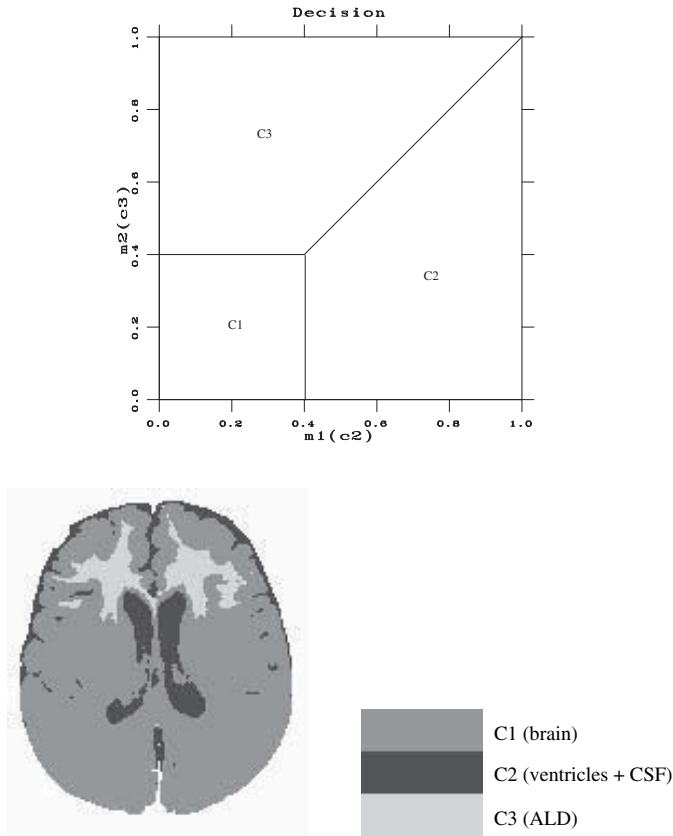 Decision
1.0
0.8
0.6
0.4
0.2
0.0
m2(c3)
C3
C2
C1
0.0 0.2 0.4 0.6 0.8 1.0
m1(c2)
C1 (brain)
C2 (ventricles + CSF)
C3 (ALD)